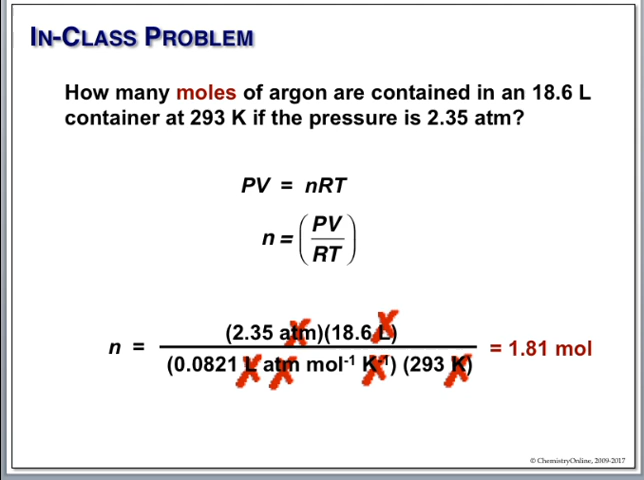 IN-CLASS PROBLEM
How many moles of argon are contained in an 18.6 L
container at 293 K if the pressure is 2.35 atm?
PV = nRT
n = (PV / RT)
n = (2.35 atm)(18.6 L) / (0.0821 L atm mol⁻¹ K⁻¹) (293 K) = 1.81 mol
© ChemistryOnline, 2009-2017